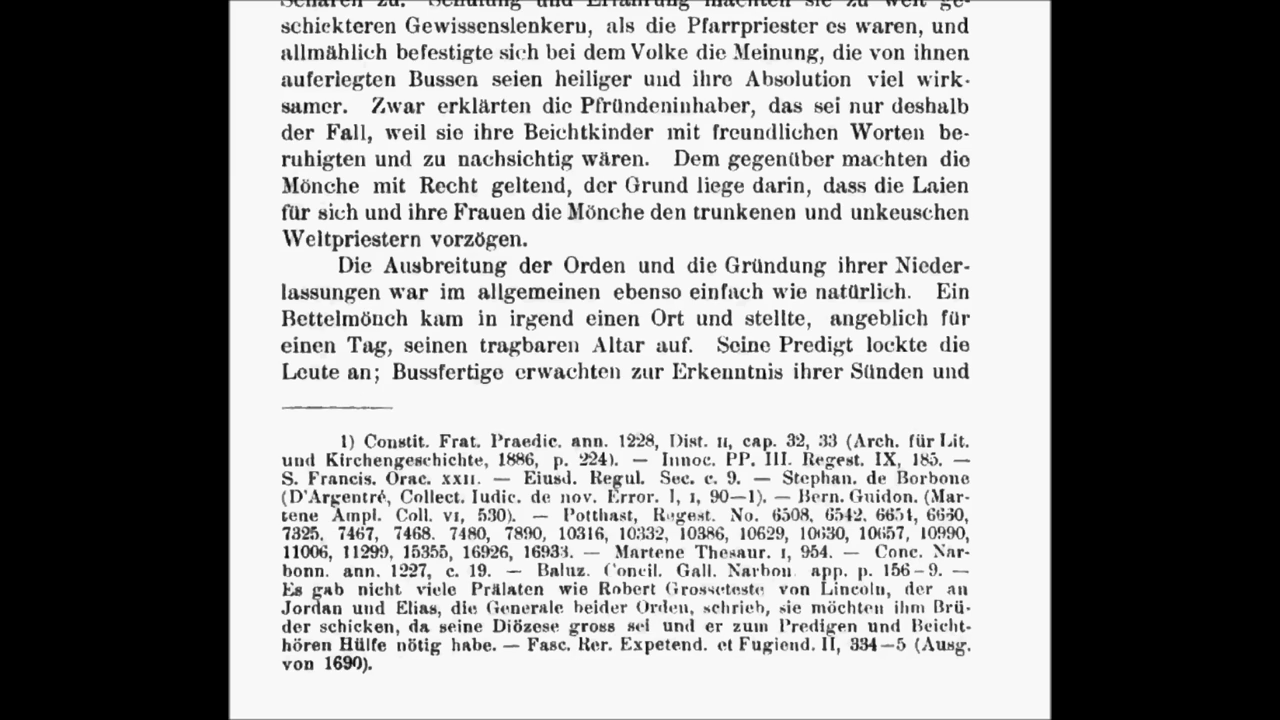 Scharen zu. Schulung und Erfahrung machten sie zu weit ge-
schickteren Gewissenslenkern, als die Pfarrpriester es waren, und
allmählich befestigte sich bei dem Volke die Meinung, die von ihnen
auferlegten Bussen seien heiliger und ihre Absolution viel wirk-
samer. Zwar erklärten die Pfründeninhaber, das sei nur deshalb
der Fall, weil sie ihre Beichtkinder mit freundlichen Worten be-
ruhigten und zu nachsichtig wären. Dem gegenüber machten die
Mönche mit Recht geltend, der Grund liege darin, dass die Laien
für sich und ihre Frauen die Mönche den trunkenen und unkeuschen
Weltpriestern vorzögen.
Die Ausbreitung der Orden und die Gründung ihrer Nieder-
lassungen war im allgemeinen ebenso einfach wie natürlich. Ein
Bettelmönch kam in irgend einen Ort und stellte, angeblich für
einen Tag, seinen tragbaren Altar auf. Seine Predigt lockte die
Leute an; Bussfertige erwachten zur Erkenntnis ihrer Sünden und
1) Constit. Frat. Praedic. ann. 1228, Dist. II, cap. 32, 33 (Arch. für Lit.
und Kirchengeschichte, 1886, p. 224). — Innoc. PP. III. Regest. IX, 185. —
S. Francis. Orac. XXII. — Eiusd. Regul. Sec. c. 9. — Stephan. de Borbone
(D'Argentré, Collect. Iudic. de nov. Error. I, I, 90—1). — Bern. Guidon. (Mar-
tene Ampl. Coll. VI, 530). — Potthast, Regest. No. 6508, 6542, 6654, 6660,
7325, 7467, 7468. 7480, 7890, 10316, 10332, 10386, 10629, 10630, 10657, 10990,
11006, 11299, 15355, 16926, 16933. — Martene Thesaur. I, 954. — Conc. Nar-
bonn. ann. 1227, c. 19. — Baluz. Concil. Gall. Narbon. app. p. 156–9. —
Es gab nicht viele Prälaten wie Robert Grosseteste von Lincoln, der an
Jordan und Elias, die Generale beider Orden, schrieb, sie möchten ihm Brü-
der schicken, da seine Diözese gross sei und er zum Predigen und Beicht-
hören Hülfe nötig habe. — Fasc. Rer. Expetend. et Fugiend. II, 334—5 (Ausg.
von 1690).